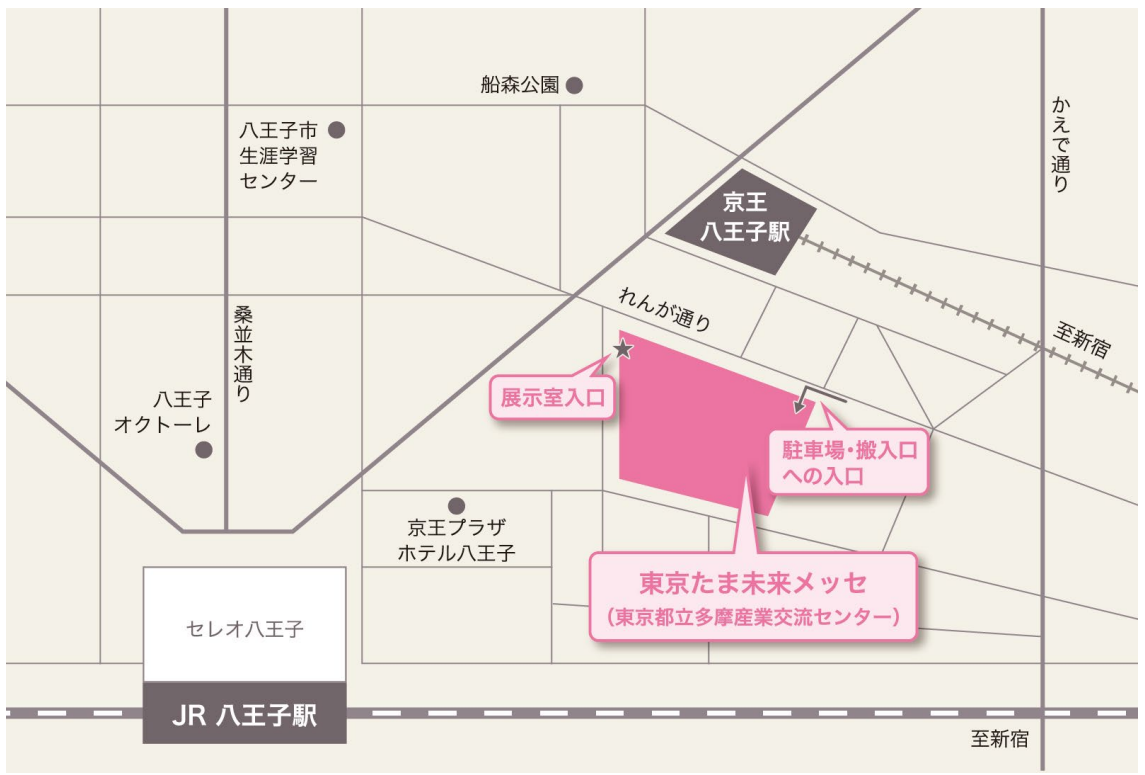 船森公園
八王子市
生涯学習
センター
かえで通り
京王
八王子駅
れんが通り
桑並木通り
至新宿
展示室入口
八王子
オクトーレ
駐車場・搬入口
への入口
京王プラザ
ホテル八王子
東京たま未来メッセ
(東京都立多摩産業交流センター)
セレオ八王子
JR 八王子駅
至新宿